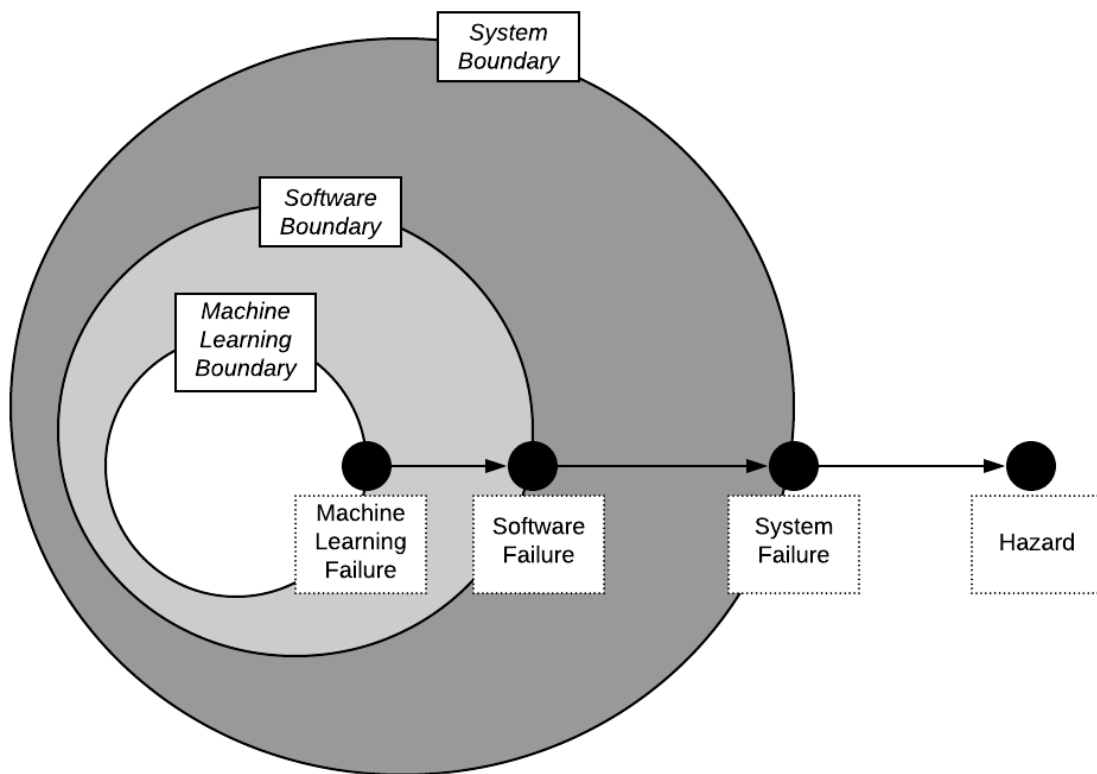 System
Boundary
Software
Boundary
Machine
Learning
Boundary
Machine
Learning
Failure
Software
Failure
System
Failure
Hazard